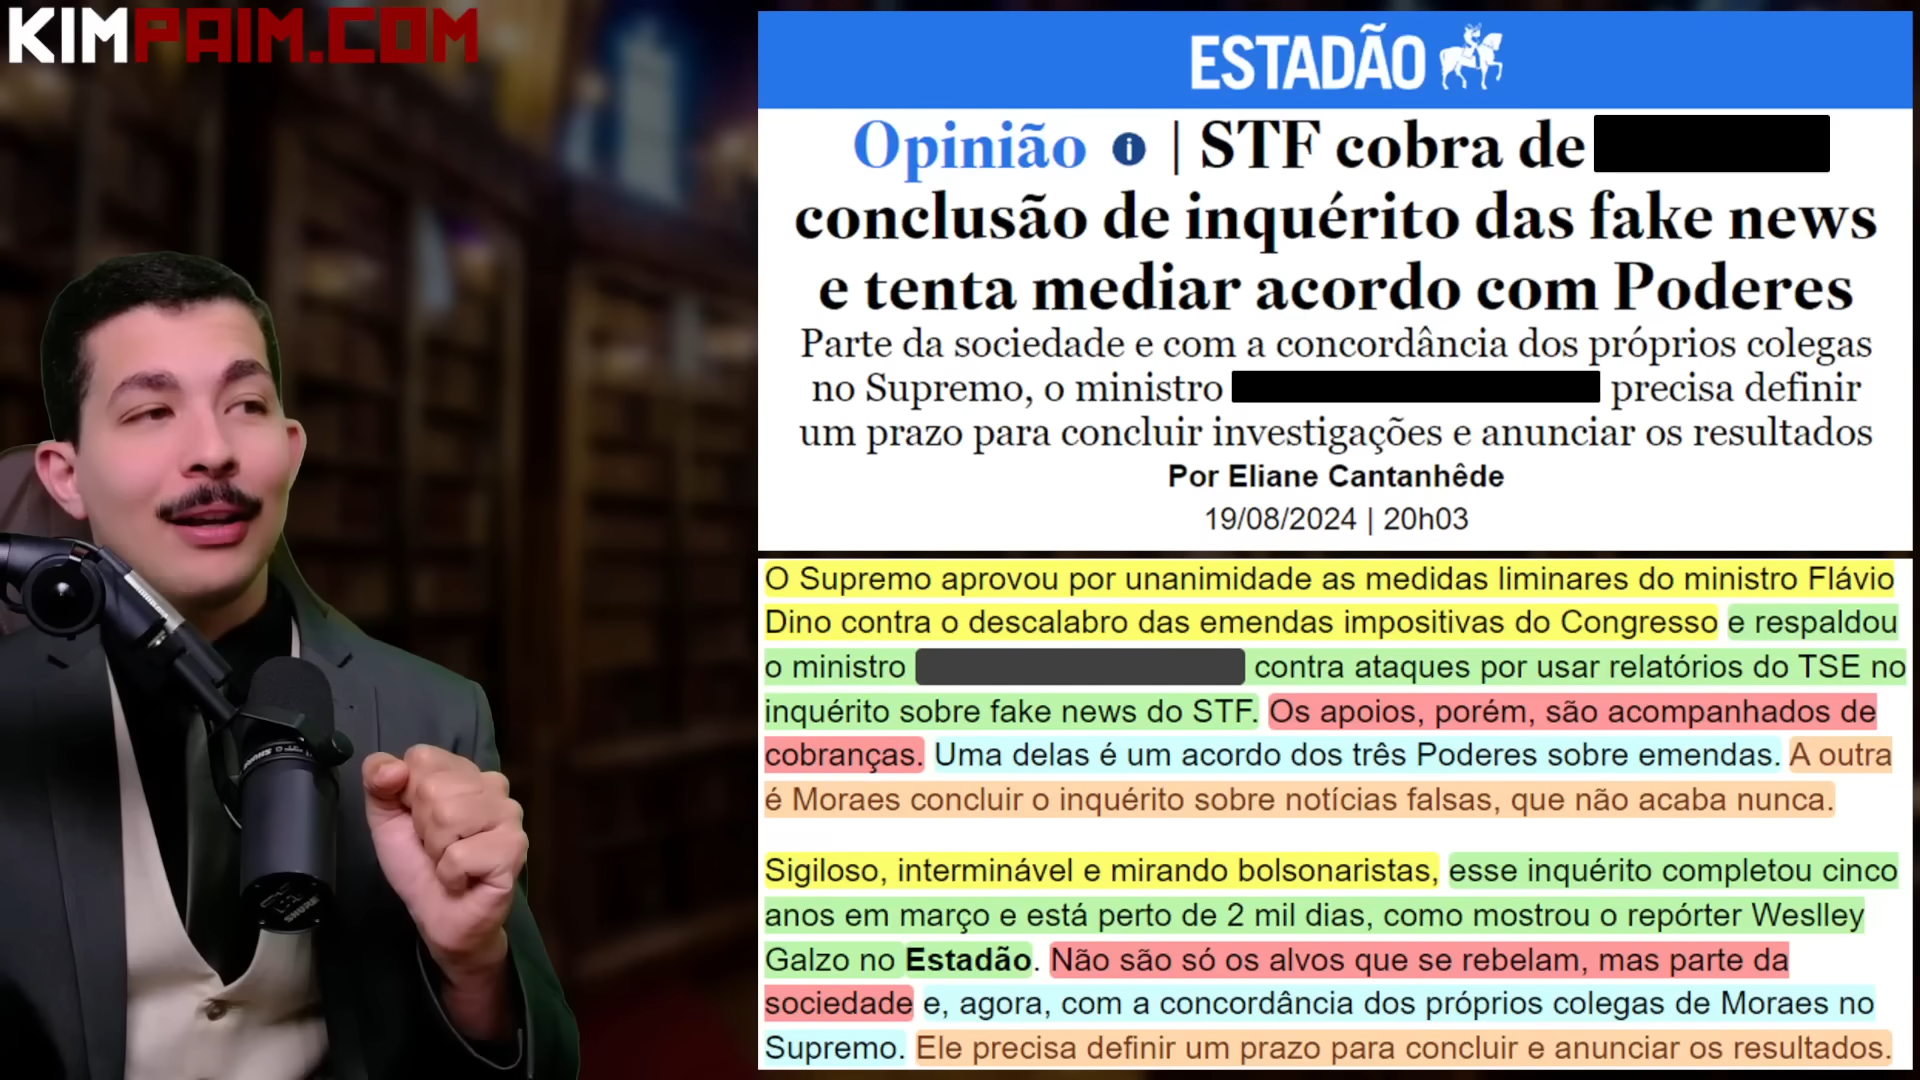 KIMPAIM.COM
ESTADÃO
Opinião i | STF cobra de
conclusão de inquérito das fake news
e tenta mediar acordo com Poderes
Parte da sociedade e com a concordância dos próprios colegas
no Supremo, o ministro precisa definir
um prazo para concluir investigações e anunciar os resultados
Por Eliane Cantanhêde
19/08/2024 | 20h03
O Supremo aprovou por unanimidade as medidas liminares do ministro Flávio
Dino contra o descalabro das emendas impositivas do Congresso e respaldou
o ministro contra ataques por usar relatórios do TSE no
inquérito sobre fake news do STF. Os apoios, porém, são acompanhados de
cobranças. Uma delas é um acordo dos três Poderes sobre emendas. A outra
é Moraes concluir o inquérito sobre notícias falsas, que não acaba nunca.
Sigiloso, interminável e mirando bolsonaristas, esse inquérito completou cinco
anos em março e está perto de 2 mil dias, como mostrou o repórter Weslley
Galzo no Estadão. Não são só os alvos que se rebelam, mas parte da
sociedade e, agora, com a concordância dos próprios colegas de Moraes no
Supremo. Ele precisa definir um prazo para concluir e anunciar os resultados.
SHURE
SHURE